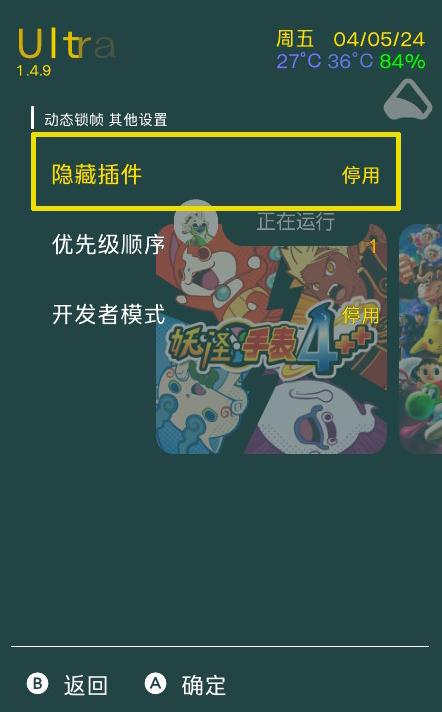 Ultra
周五 04/05/24
1.4.9
27°C 36°C 84%
动态锁帧 其他设置
隐藏插件 停用
正在运行
优先级顺序 1
开发者模式 停用
妖怪手表4++
B 返回 A 确定